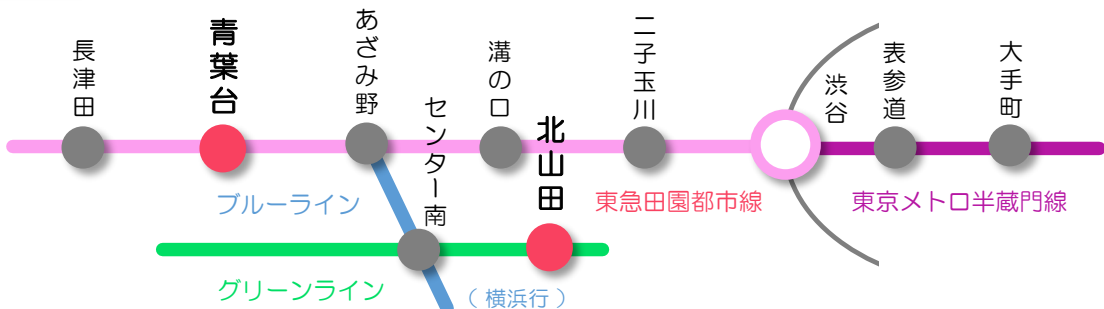 長津田
青葉台
あざみ野
センター南
溝の口
北山田
二子玉川
渋谷
表参道
大手町
ブルーライン
東急田園都市線
東京メトロ半蔵門線
グリーンライン
（横浜行）